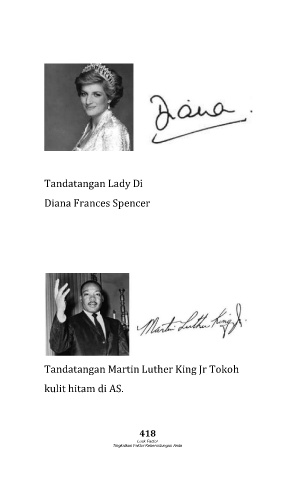 Diana.
Tandatangan Lady Di
Diana Frances Spencer
Martin Luther King Jr.
Tandatangan Martin Luther King Jr Tokoh
kulit hitam di AS.
418
Luck Factor
Tingkatkan Faktor Keberuntungan Anda